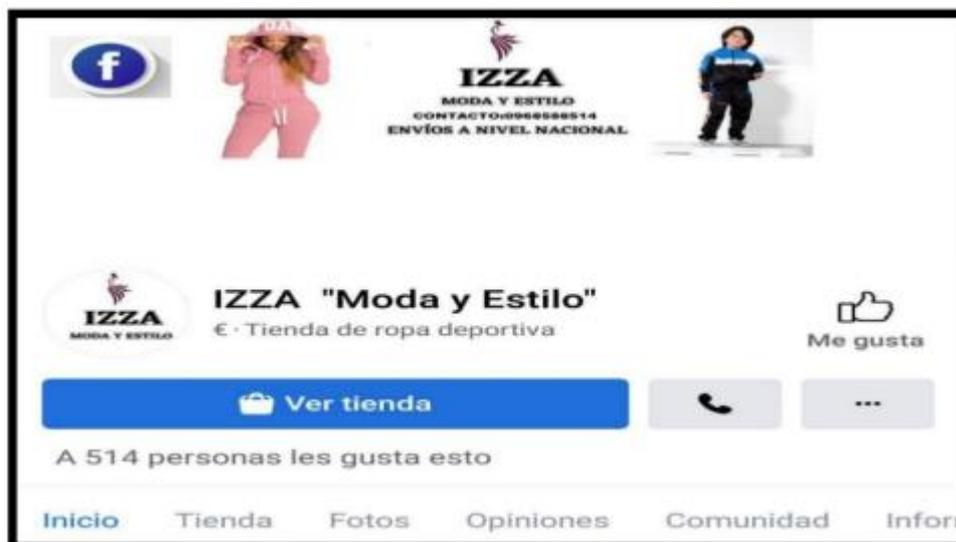 f
IZZA
MODA Y ESTILO
CONTACTO:0968588514
ENVÍOS A NIVEL NACIONAL
IZZA
MODA Y ESTILO
IZZA "Moda y Estilo"
€ · Tienda de ropa deportiva
Me gusta
Ver tienda
A 514 personas les gusta esto
Inicio Tienda Fotos Opiniones Comunidad Infor